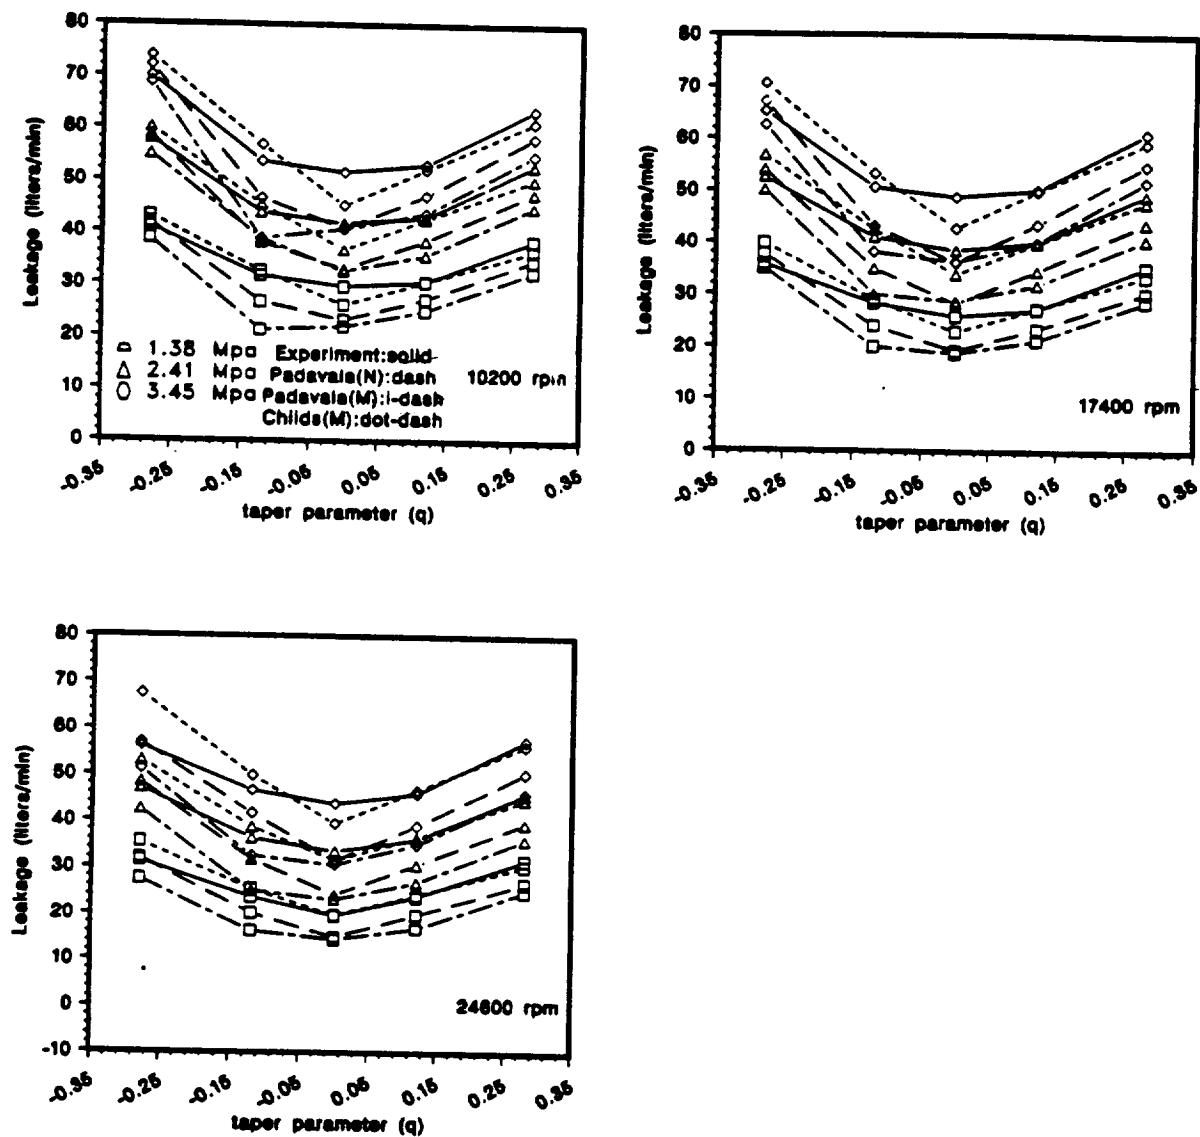 80
70
60
50
40
30
20
10
0
Leakage (liters/min)
1.38 Mpa Experiment:solid
2.41 Mpa Padavala(N):dash
3.45 Mpa Padavala(M):i-dash
Childs(M):dot-dash
10200 rpm
-0.35 -0.25 -0.15 -0.05 0.05 0.15 0.25 0.35
taper parameter (q)
80
70
60
50
40
30
20
10
0
Leakage (liters/min)
17400 rpm
-0.35 -0.25 -0.15 -0.05 0.05 0.15 0.25 0.35
taper parameter (q)
80
70
60
50
40
30
20
10
0
-10
Leakage (liters/min)
24600 rpm
-0.35 -0.25 -0.15 -0.05 0.05 0.15 0.25 0.35
taper parameter (q)